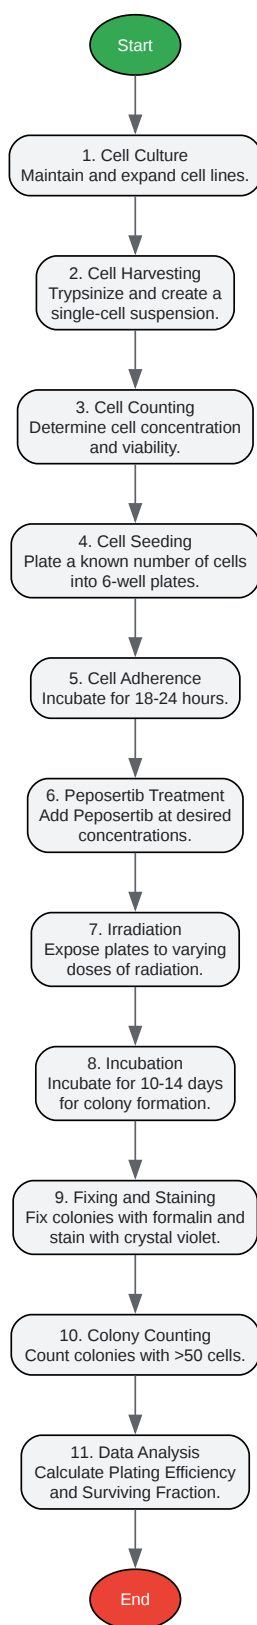 Start
1. Cell Culture
Maintain and expand cell lines.
2. Cell Harvesting
Trypsinize and create a
single-cell suspension.
3. Cell Counting
Determine cell concentration
and viability.
4. Cell Seeding
Plate a known number of cells
into 6-well plates.
5. Cell Adherence
Incubate for 18-24 hours.
6. Peposertib Treatment
Add Peposertib at desired
concentrations.
7. Irradiation
Expose plates to varying
doses of radiation.
8. Incubation
Incubate for 10-14 days
for colony formation.
9. Fixing and Staining
Fix colonies with formalin and
stain with crystal violet.
10. Colony Counting
Count colonies with >50 cells.
11. Data Analysis
Calculate Plating Efficiency
and Surviving Fraction.
End